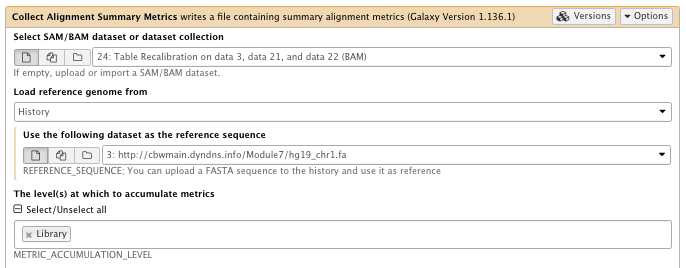 Collect Alignment Summary Metrics writes a file containing summary alignment metrics (Galaxy Version 1.136.1) Versions Options
Select SAM/BAM dataset or dataset collection
24: Table Recalibration on data 3, data 21, and data 22 (BAM)
If empty, upload or import a SAM/BAM dataset.
Load reference genome from
History
Use the following dataset as the reference sequence
3: http://cbwmain.dyndns.info/Module7/hg19_chr1.fa
REFERENCE_SEQUENCE; You can upload a FASTA sequence to the history and use it as reference
The level(s) at which to accumulate metrics
Select/Unselect all
Library
METRIC_ACCUMULATION_LEVEL